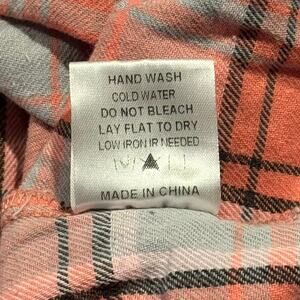 HAND WASH
COLD WATER
DO NOT BLEACH
LAY FLAT TO DRY
LOW IRON IF NEEDED
MADE IN CHINA